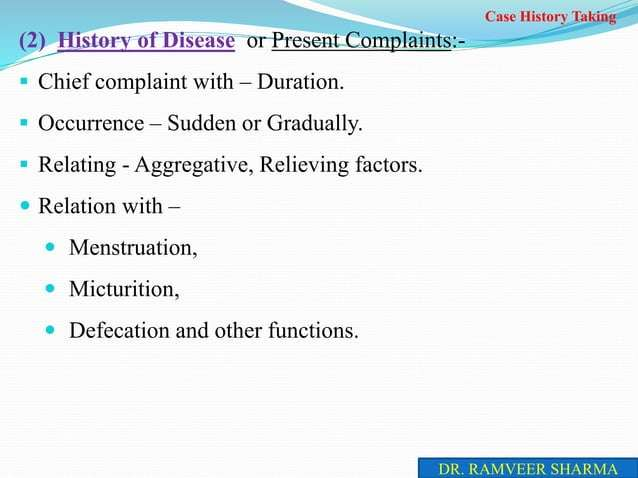 Case History Taking
(2) History of Disease or Present Complaints:-
Chief complaint with – Duration.
Occurrence – Sudden or Gradually.
Relating - Aggregative, Relieving factors.
Relation with –
Menstruation,
Micturition,
Defecation and other functions.
DR. RAMVEER SHARMA